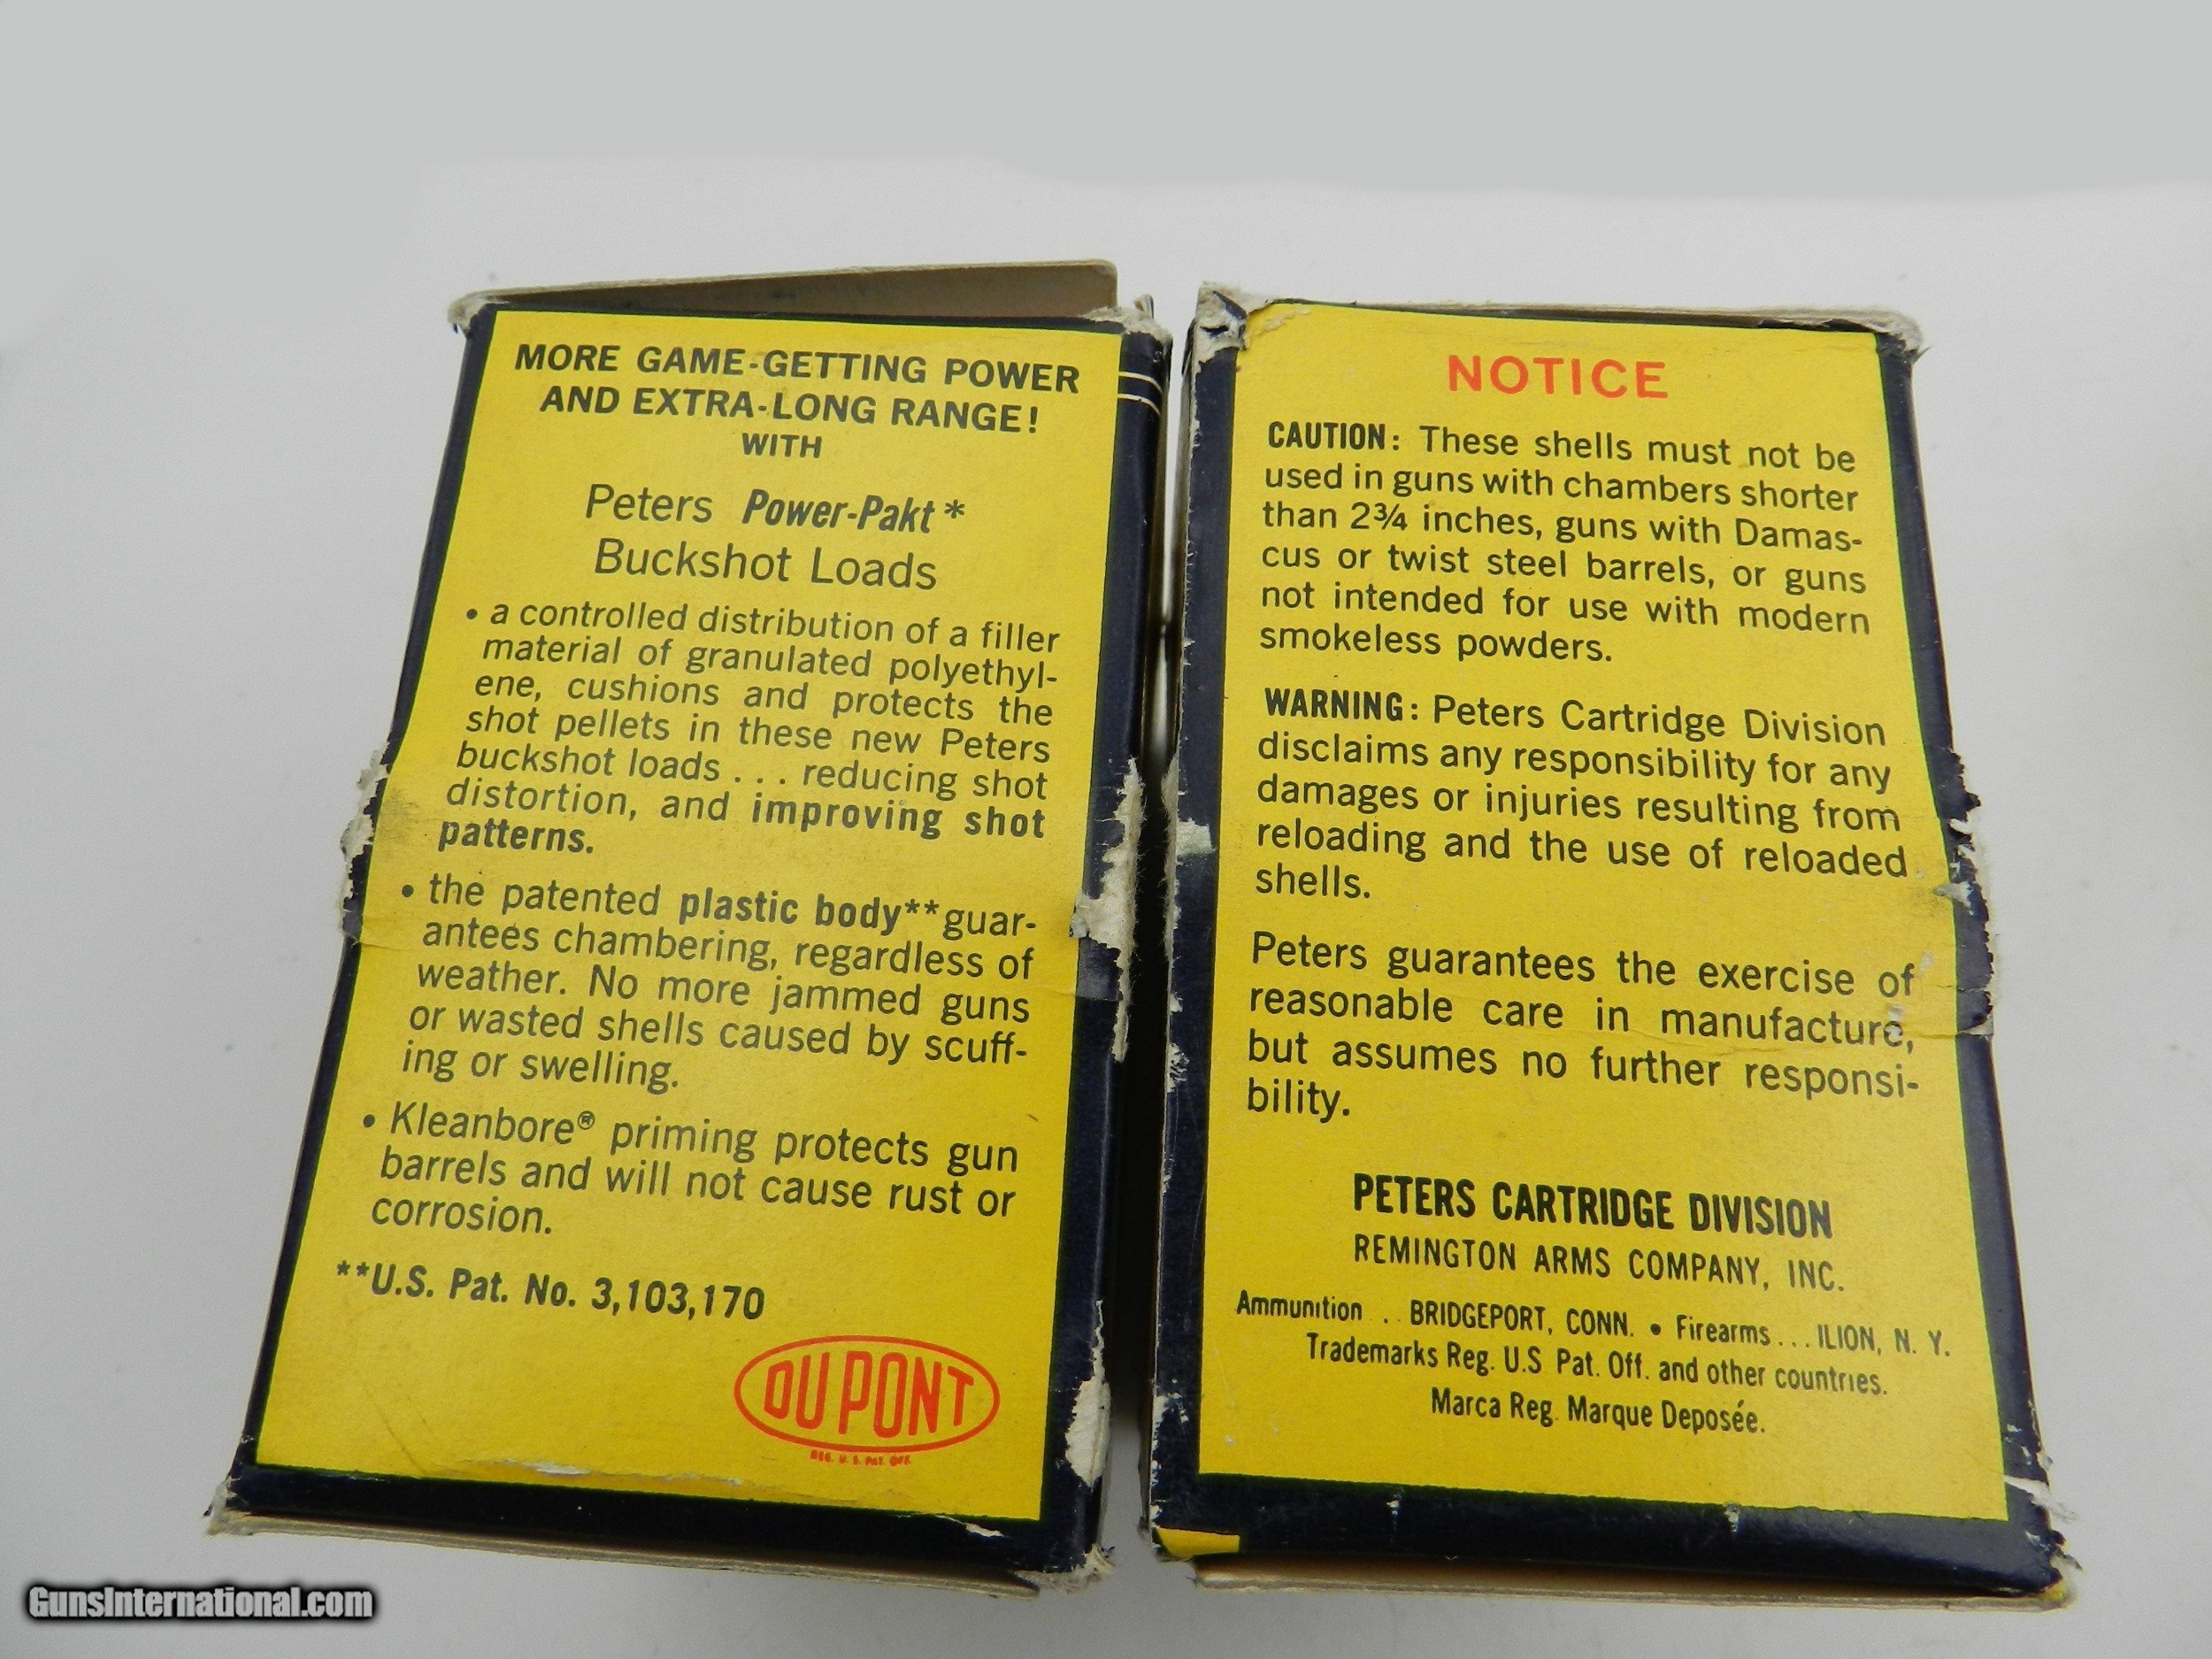 MORE GAME-GETTING POWER
AND EXTRA-LONG RANGE!
WITH
Peters Power-Pakt*
Buckshot Loads
• a controlled distribution of a filler
material of granulated polyethyl-
ene, cushions and protects the
shot pellets in these new Peters
buckshot loads . . . reducing shot
distortion, and improving shot
patterns.
• the patented plastic body** guar-
antees chambering, regardless of
weather. No more jammed guns
or wasted shells caused by scuff-
ing or swelling.
• Kleanbore® priming protects gun
barrels and will not cause rust or
corrosion.
**U.S. Pat. No. 3,103,170
DU PONT
REG. U. S. PAT. OFF.
NOTICE
CAUTION: These shells must not be
used in guns with chambers shorter
than 2¾ inches, guns with Damas-
cus or twist steel barrels, or guns
not intended for use with modern
smokeless powders.
WARNING: Peters Cartridge Division
disclaims any responsibility for any
damages or injuries resulting from
reloading and the use of reloaded
shells.
Peters guarantees the exercise of
reasonable care in manufacture,
but assumes no further responsi-
bility.
PETERS CARTRIDGE DIVISION
REMINGTON ARMS COMPANY, INC.
Ammunition . . BRIDGEPORT, CONN. • Firearms . . . ILION, N. Y.
Trademarks Reg. U.S Pat. Off. and other countries.
Marca Reg. Marque Deposée.
GunsInternational.com